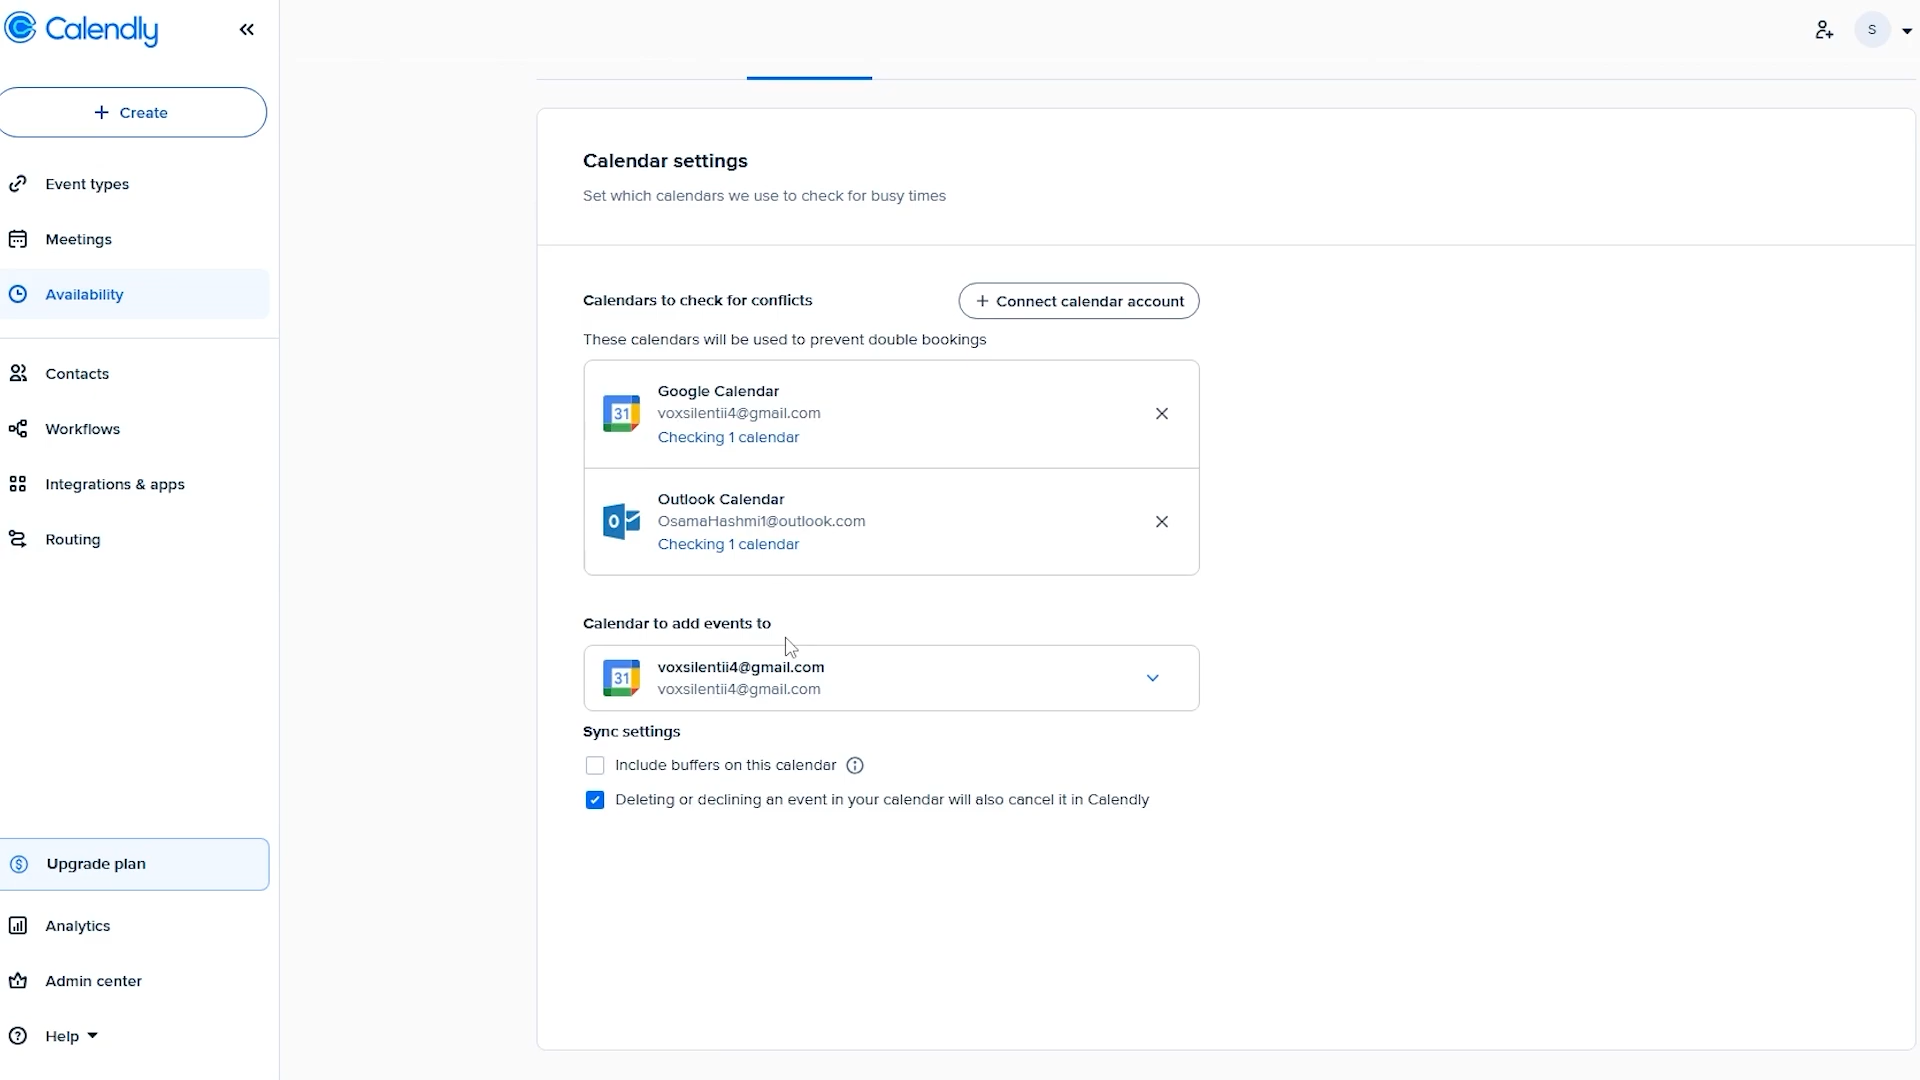 Calendly
S
+ Create
Event types
Meetings
Availability
Contacts
Workflows
Integrations & apps
Routing
Upgrade plan
Analytics
Admin center
Help
Calendar settings
Set which calendars we use to check for busy times
Calendars to check for conflicts
+ Connect calendar account
These calendars will be used to prevent double bookings
31
Google Calendar
voxsilentii4@gmail.com
Checking 1 calendar
Outlook Calendar
OsamaHashmi1@outlook.com
Checking 1 calendar
Calendar to add events to
31
voxsilentii4@gmail.com
voxsilentii4@gmail.com
Sync settings
Include buffers on this calendar
Deleting or declining an event in your calendar will also cancel it in Calendly